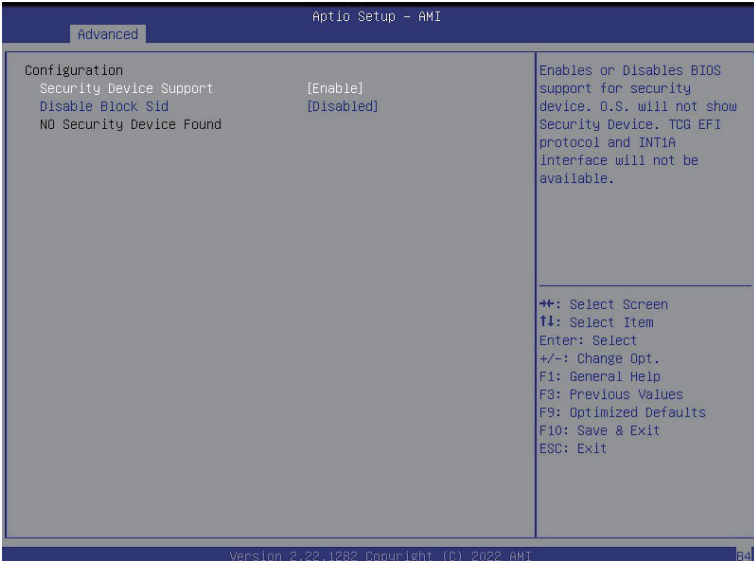 Aptio Setup – AMI
Advanced
Configuration
Security Device Support [Enable]
Disable Block Sid [Disabled]
NO Security Device Found
Enables or Disables BIOS
support for security
device. O.S. will not show
Security Device. TCG EFI
protocol and INT1A
interface will not be
available.
→←: Select Screen
↑↓: Select Item
Enter: Select
+/-: Change Opt.
F1: General Help
F3: Previous Values
F9: Optimized Defaults
F10: Save & Exit
ESC: Exit
Version 2.22.1282 Copyright (C) 2022 AMI
B4